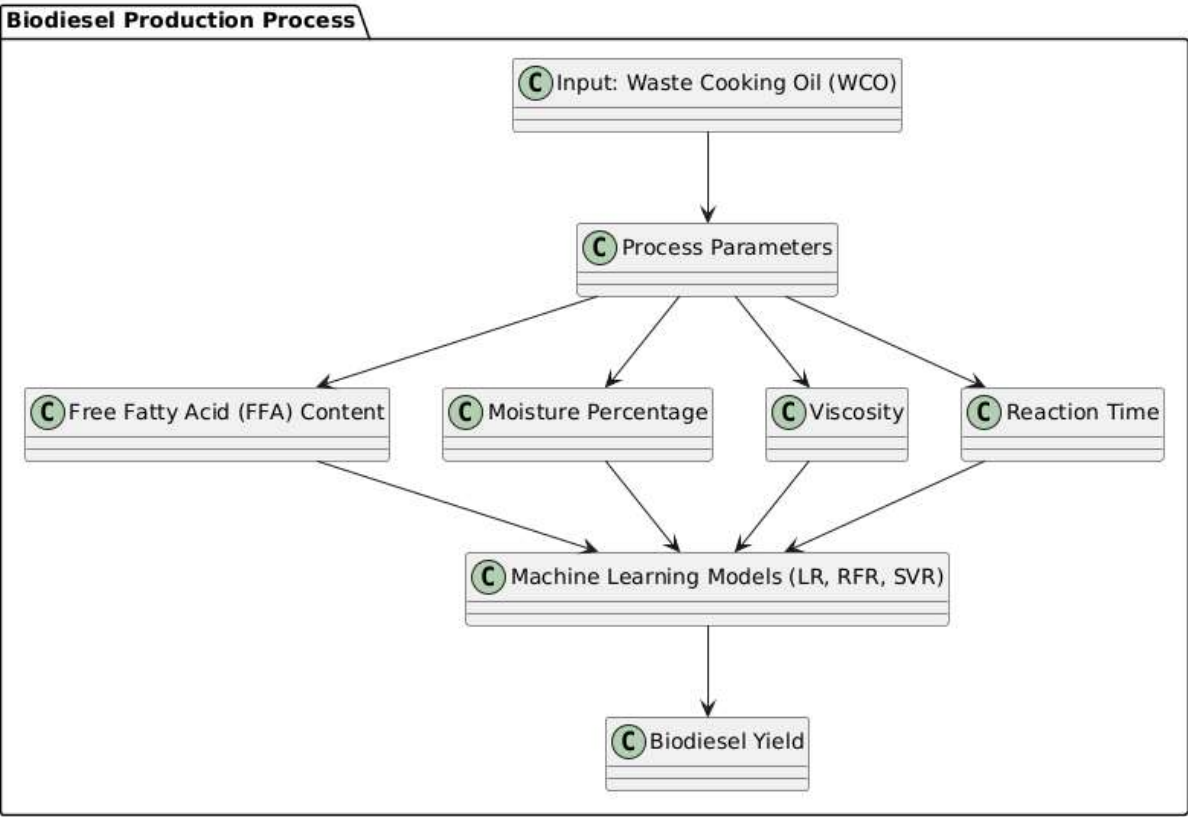 Biodiesel Production Process
C Input: Waste Cooking Oil (WCO)
C Process Parameters
C Free Fatty Acid (FFA) Content
C Moisture Percentage
C Viscosity
C Reaction Time
C Machine Learning Models (LR, RFR, SVR)
C Biodiesel Yield